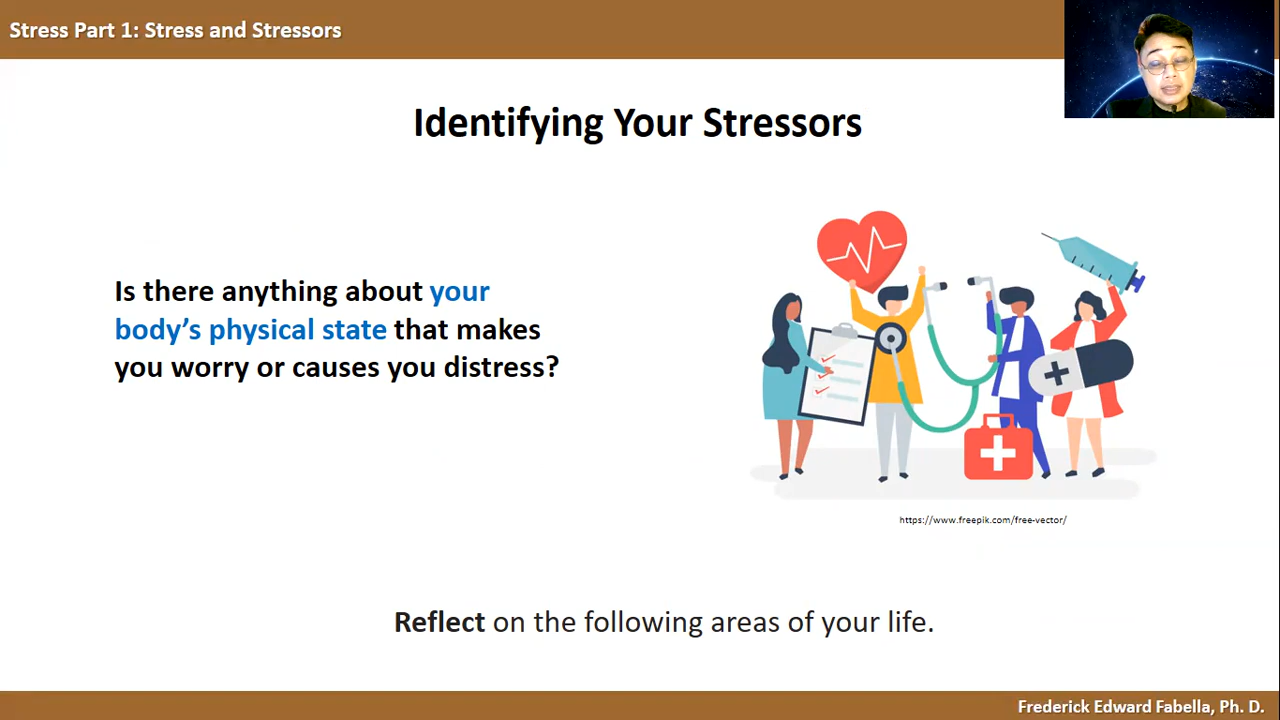 Stress Part 1: Stress and Stressors
Identifying Your Stressors
Is there anything about your
body's physical state that makes
you worry or causes you distress?
https://www.freepik.com/free-vector/
Reflect on the following areas of your life.
Frederick Edward Fabella, Ph. D.